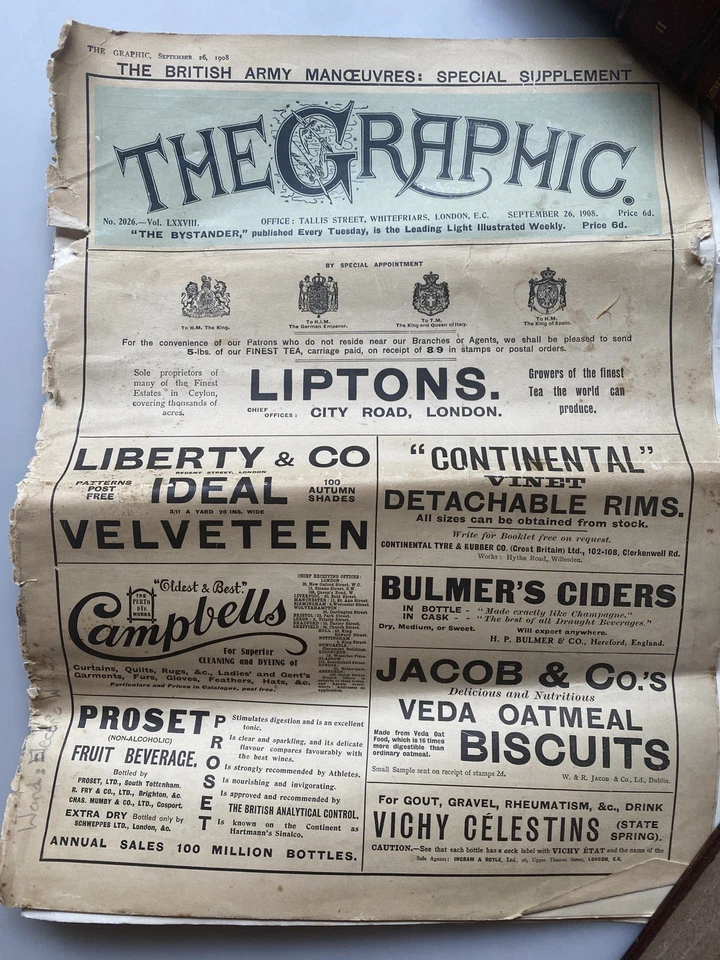 THE GRAPHIC, SEPTEMBER 26, 1908
THE BRITISH ARMY MANŒUVRES: SPECIAL SUPPLEMENT
THE GRAPHIC.
No. 2026.—Vol. LXXVIII. OFFICE: TALLIS STREET, WHITEFRIARS, LONDON, E.C. SEPTEMBER 26, 1908. Price 6d.
"THE BYSTANDER," published Every Tuesday, is the Leading Light Illustrated Weekly. Price 6d.
BY SPECIAL APPOINTMENT
To H.M. The King.
To H.I.M.
The German Emperor.
To T.M.
The King and Queen of Italy.
To H.M.
The King of Spain.
For the convenience of our Patrons who do not reside near our Branches or Agents, we shall be pleased to send
5-lbs. of our FINEST TEA, carriage paid, on receipt of 8/9 in stamps or postal orders.
Sole proprietors of
many of the Finest
Estates in Ceylon,
covering thousands of
acres.
LIPTONS.
CHIEF OFFICES: CITY ROAD, LONDON.
Growers of the finest
Tea the world can
produce.
LIBERTY & CO
REGENT STREET, LONDON
PATTERNS
POST
FREE
IDEAL
100
AUTUMN
SHADES
3/11 A YARD 26 INS. WIDE
VELVETEEN
"CONTINENTAL"
VINET
DETACHABLE RIMS.
All sizes can be obtained from stock.
Write for Booklet free on request.
CONTINENTAL TYRE & RUBBER CO. (Great Britain) Ltd., 102-108, Clerkenwell Rd.
Works: Hythe Road, Willesden.
"Oldest & Best."
THE
PERTH
DYE
WORKS
Campbells
CHIEF RECEIVING OFFICES:
LONDON
For Superior
CLEANING and DYEING of
Curtains, Quilts, Rugs, &c., Ladies' and Gent's
Garments, Furs, Gloves, Feathers, Hats, &c.
Particulars and Prices in Catalogue, post free.
BULMER'S CIDERS
IN BOTTLE - - "Made exactly like Champagne."
IN CASK - - "The best of all Draught Beverages."
Dry, Medium, or Sweet. Will export anywhere.
H. P. BULMER & CO., Hereford, England.
JACOB & Co.'s
Delicious and Nutritious
VEDA OATMEAL
Made from Veda Oat
Food, which is 16 times
more digestible than
ordinary oatmeal.
BISCUITS
Small Sample sent on receipt of stamps 2d. W. & R. JACOB & Co., Ld., Dublin.
PROSET
(NON-ALCOHOLIC)
FRUIT BEVERAGE.
Bottled by
PROSET, LTD., South Tottenham.
R. FRY & CO., LTD., Brighton, &c.
CHAS. MUMBY & CO., LTD., Gosport.
EXTRA DRY Bottled only by
SCHWEPPES LTD., London, &c.
PROSET
Stimulates digestion and is an excellent
tonic.
Is clear and sparkling, and its delicate
flavour compares favourably with
the best wines.
Is strongly recommended by Athletes.
Is nourishing and invigorating.
Is approved and recommended by
THE BRITISH ANALYTICAL CONTROL.
Is known on the Continent as
Hartmann's Sinalco.
ANNUAL SALES 100 MILLION BOTTLES.
For GOUT, GRAVEL, RHEUMATISM, &c., DRINK
VICHY CÉLESTINS (STATE
SPRING).
CAUTION.—See that each bottle has a neck label with VICHY ÉTAT and the name of the
Sole Agents: INGRAM & ROYLE, Ltd., 26, Upper Thames Street, LONDON, E.C.